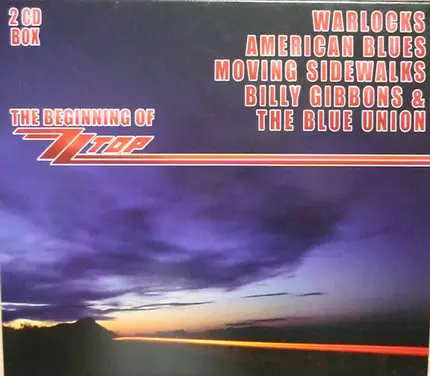 2 CD
BOX
WARLOCKS
AMERICAN BLUES
MOVING SIDEWALKS
BILLY GIBBONS &
THE BLUE UNION
THE BEGINNING OF
ZZ TOP